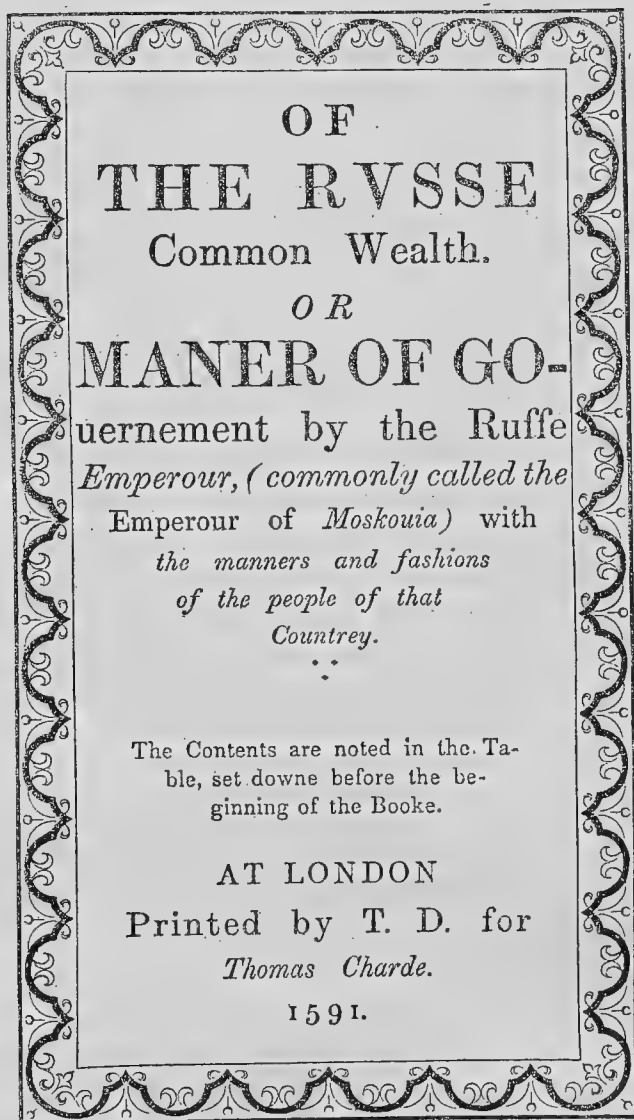 OF
THE RVSSE
Common Wealth.
OR
MANER OF GO-
uernement by the Ruſſe
Emperour, (commonly called the
Emperour of Moskouia) with
the manners and fashions
of the people of that
Countrey.
The Contents are noted in the Ta-
ble, set downe before the be-
ginning of the Booke.
AT LONDON
Printed by T. D. for
Thomas Charde.
1591.